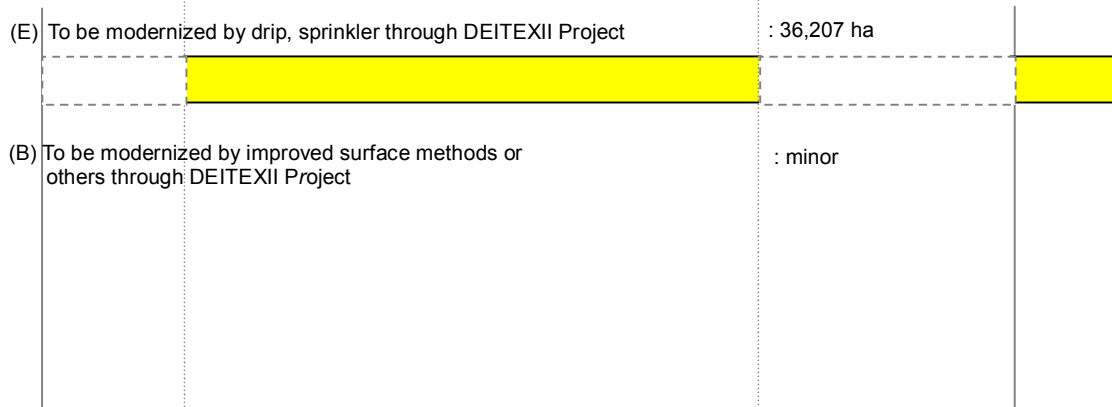 (E) To be modernized by drip, sprinkler through DEITEXII Project : 36,207 ha
(B) To be modernized by improved surface methods or : minor
others through DEITEXII Project